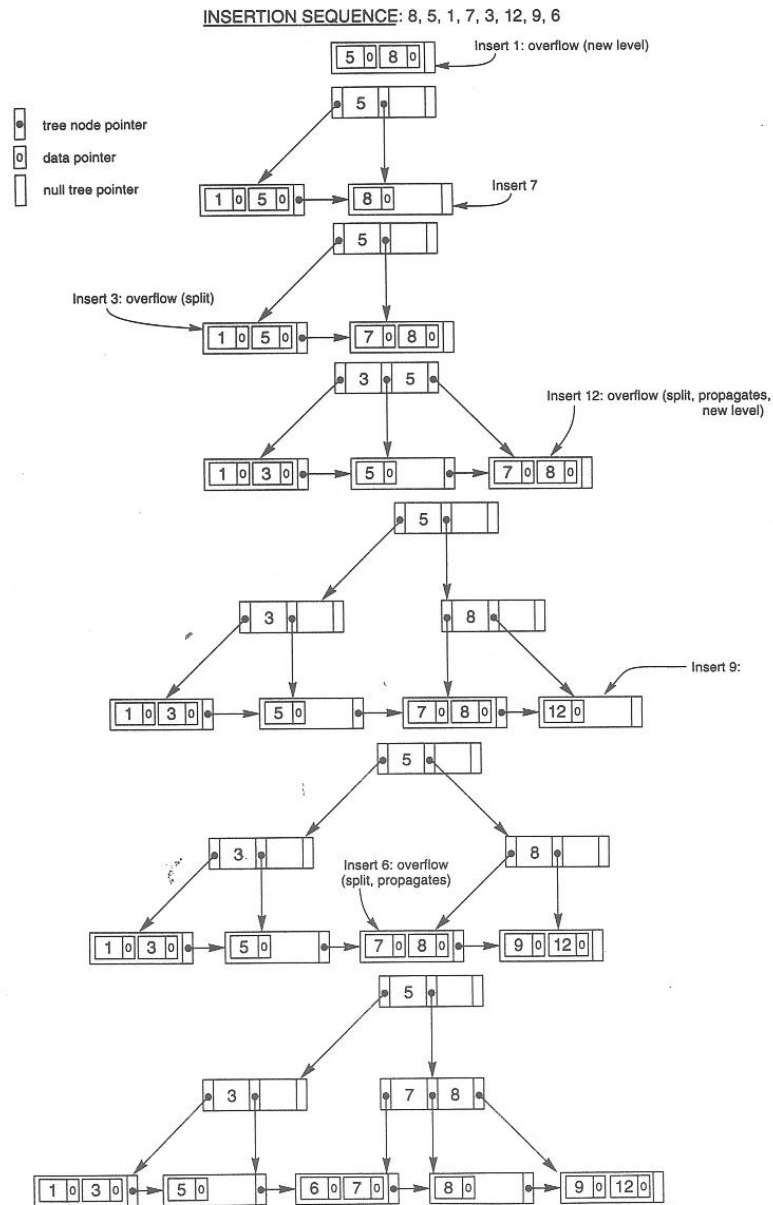 INSERTION SEQUENCE: 8, 5, 1, 7, 3, 12, 9, 6
5 0 8 0
Insert 1: overflow (new level)
5
tree node pointer
0 data pointer
null tree pointer
1 0 5 0
8 0
Insert 7
5
Insert 3: overflow (split)
1 0 5 0
7 0 8 0
3 5
Insert 12: overflow (split, propagates,
new level)
1 0 3 0
5 0
7 0 8 0
5
3
8
Insert 9:
1 0 3 0
5 0
7 0 8 0
12 0
5
3
8
Insert 6: overflow
(split, propagates)
1 0 3 0
5 0
7 0 8 0
9 0 12 0
5
3
7 8
1 0 3 0
5 0
6 0 7 0
8 0
9 0 12 0